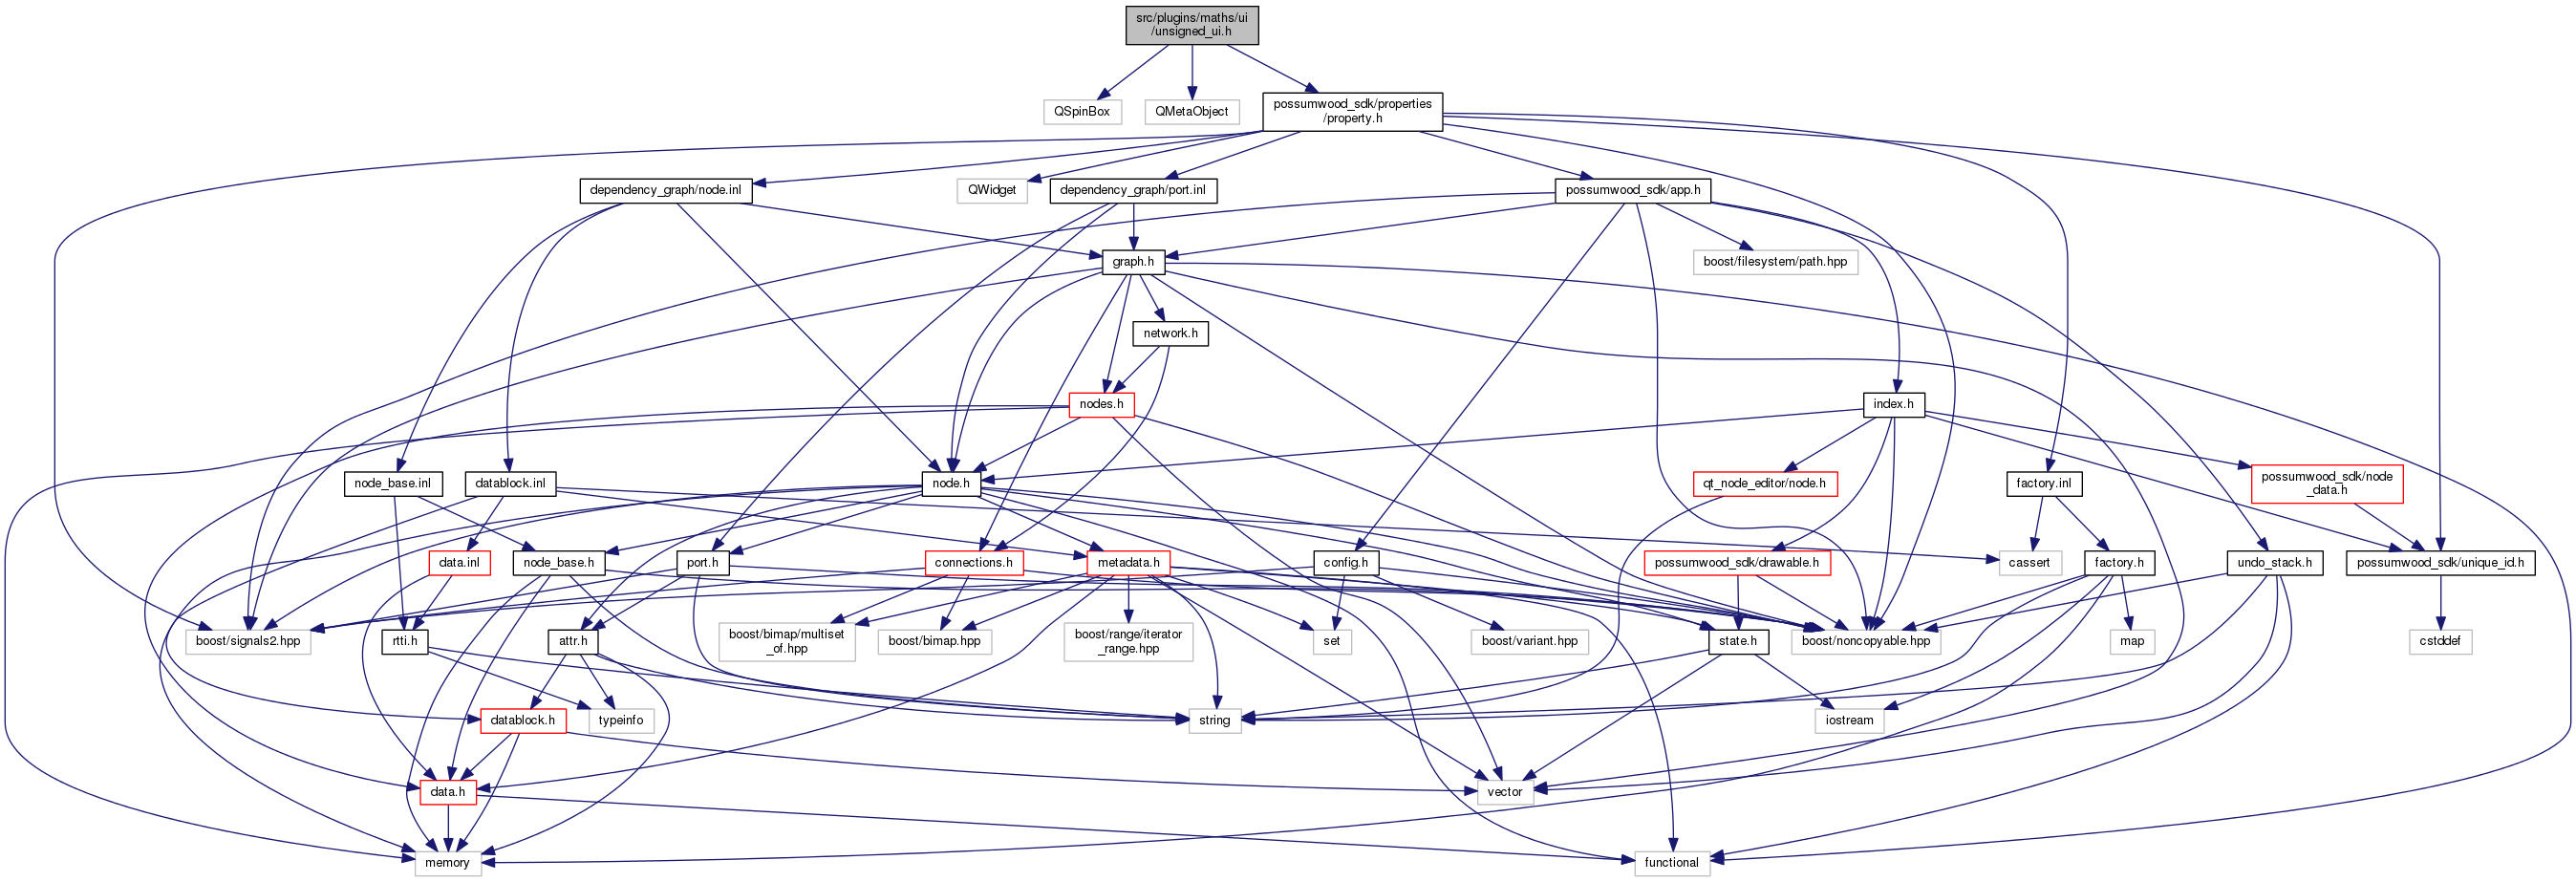 src/plugins/maths/ui
/unsigned_ui.h
QSpinBox
QMetaObject
possumwood_sdk/properties
/property.h
dependency_graph/node.inl
QWidget
dependency_graph/port.inl
possumwood_sdk/app.h
graph.h
boost/filesystem/path.hpp
network.h
nodes.h
index.h
node_base.inl
datablock.inl
node.h
qt_node_editor/node.h
factory.inl
possumwood_sdk/node
_data.h
data.inl
node_base.h
port.h
connections.h
metadata.h
config.h
possumwood_sdk/drawable.h
cassert
factory.h
undo_stack.h
possumwood_sdk/unique_id.h
boost/signals2.hpp
rtti.h
attr.h
boost/bimap/multiset
_of.hpp
boost/bimap.hpp
boost/range/iterator
_range.hpp
set
boost/variant.hpp
state.h
boost/noncopyable.hpp
map
cstddef
datablock.h
typeinfo
string
iostream
data.h
vector
memory
functional